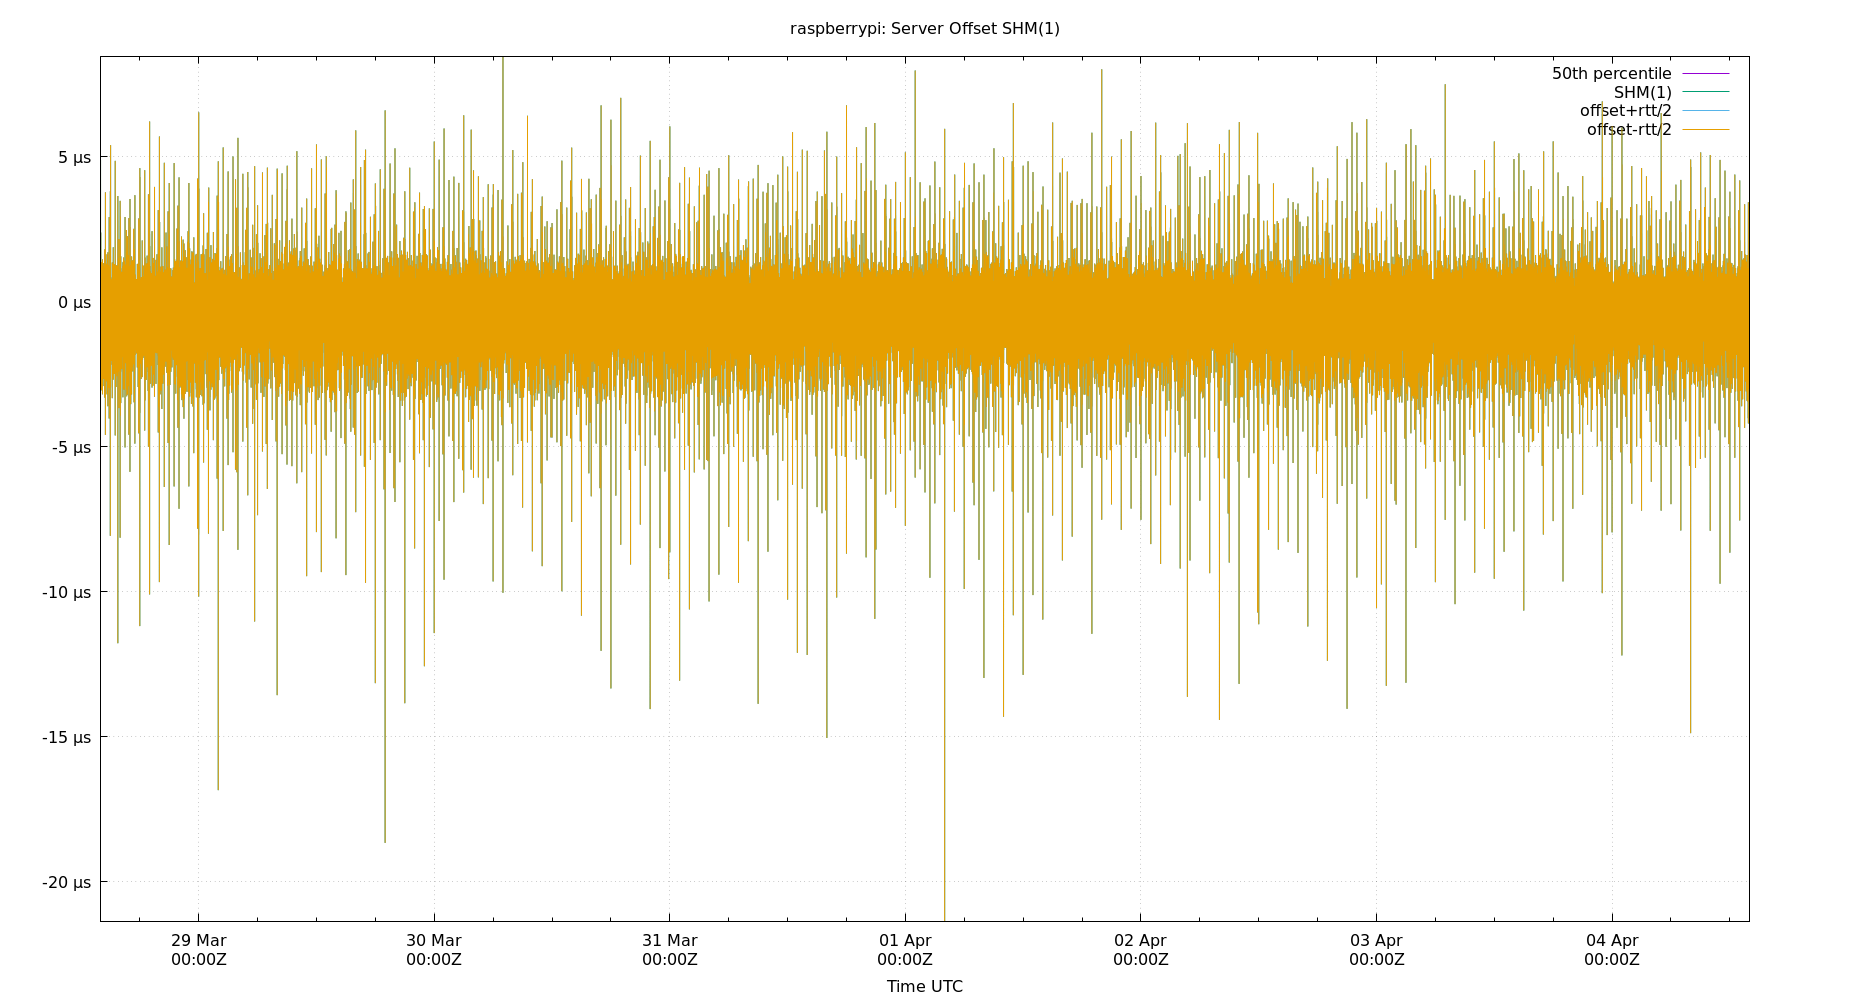 raspberrypi: Server Offset SHM(1)
50th percentile
SHM(1)
offset+rtt/2
offset-rtt/2
5 µs
0 µs
-5 µs
-10 µs
-15 µs
-20 µs
29 Mar 30 Mar 31 Mar 01 Apr 02 Apr 03 Apr 04 Apr
00:00Z 00:00Z 00:00Z 00:00Z 00:00Z 00:00Z 00:00Z
Time UTC